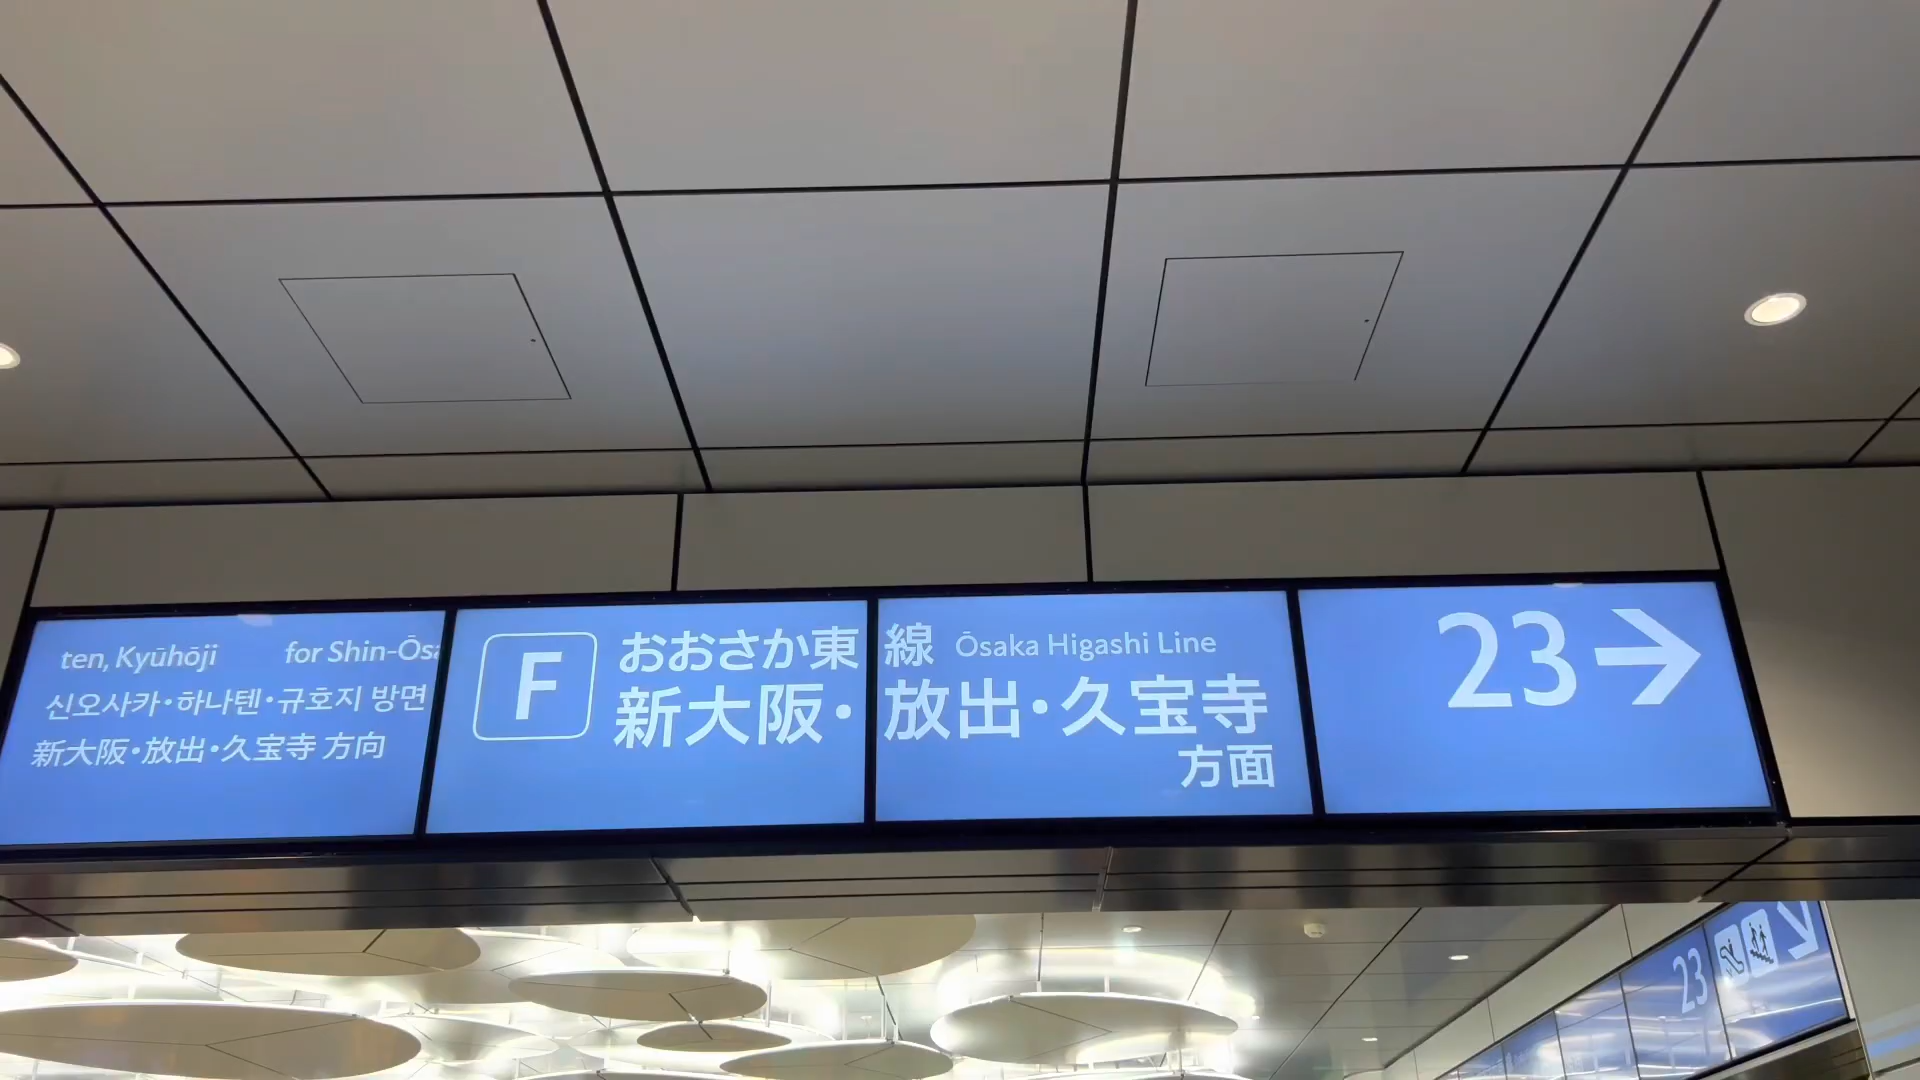 ten, Kyūhōji for Shin-Ōsa
신오사카・하나텐・규호지 방면
新大阪・放出・久宝寺 方向
F
おおさか東線 Ōsaka Higashi Line
新大阪・放出・久宝寺
方面
23→
23